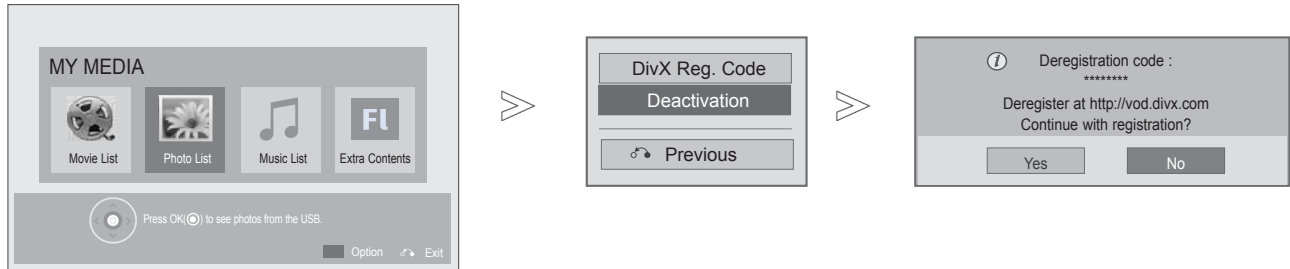 MY MEDIA
Movie List
Photo List
Music List
Fl
Extra Contents
Press OK(◉) to see photos from the USB.
Option
Exit
DivX Reg. Code
Deactivation
Previous
i
Deregistration code :
********
Deregister at http://vod.divx.com
Continue with registration?
Yes
No